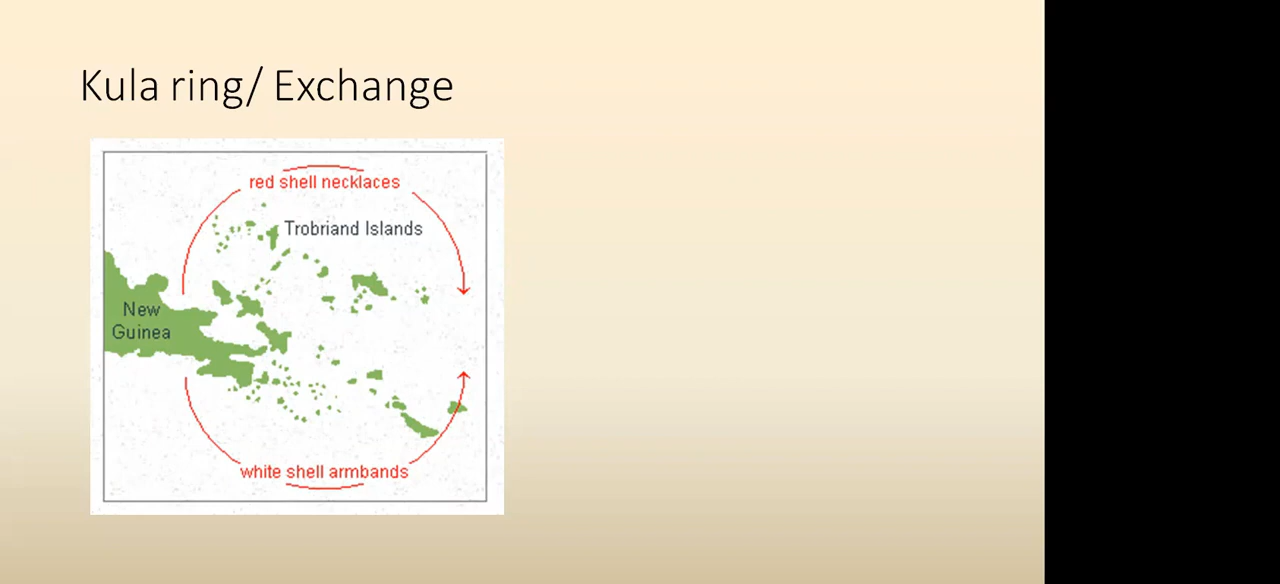 Kula ring/ Exchange
red shell necklaces
Trobriand Islands
New
Guinea
white shell armbands